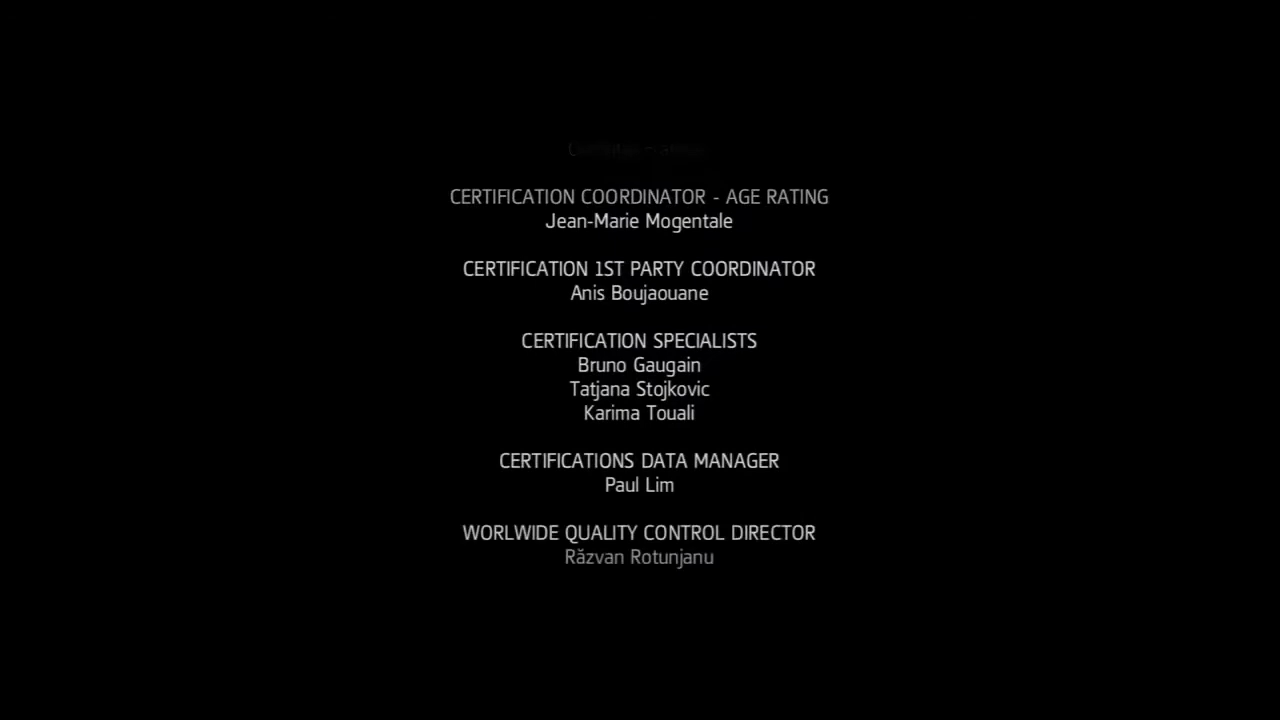 CERTIFICATION COORDINATOR - AGE RATING
Jean-Marie Mogentale
CERTIFICATION 1ST PARTY COORDINATOR
Anis Boujaouane
CERTIFICATION SPECIALISTS
Bruno Gaugain
Tatjana Stojkovic
Karima Touali
CERTIFICATIONS DATA MANAGER
Paul Lim
WORLWIDE QUALITY CONTROL DIRECTOR
Răzvan Rotunjanu